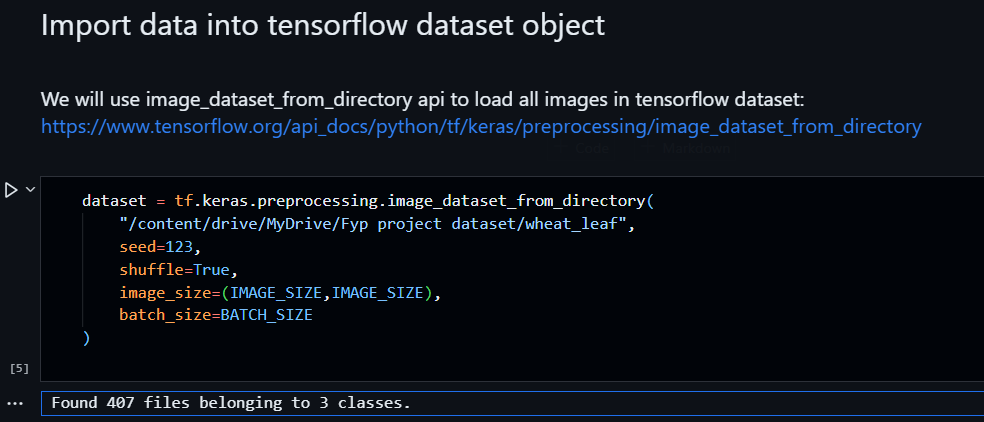 Import data into tensorflow dataset object
We will use image_dataset_from_directory api to load all images in tensorflow dataset:
https://www.tensorflow.org/api_docs/python/tf/keras/preprocessing/image_dataset_from_directory
Code
Markdown
dataset = tf.keras.preprocessing.image_dataset_from_directory(
"/content/drive/MyDrive/Fyp project dataset/wheat_leaf",
seed=123,
shuffle=True,
image_size=(IMAGE_SIZE,IMAGE_SIZE),
batch_size=BATCH_SIZE
)
[5]
... Found 407 files belonging to 3 classes.